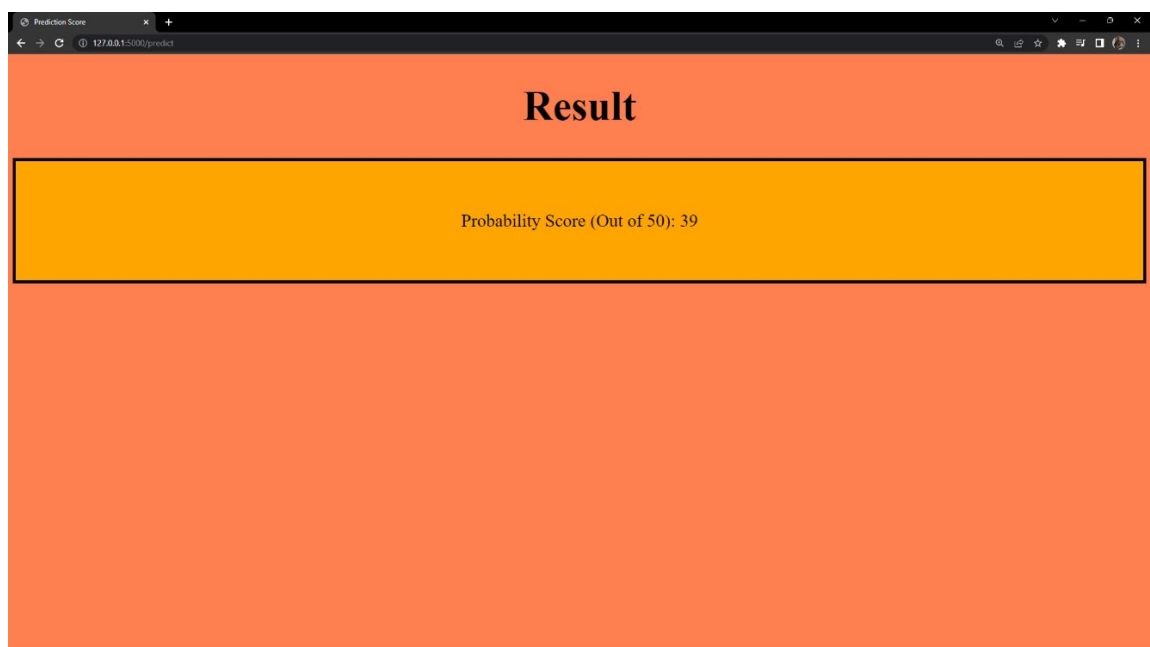 Prediction Score
127.0.0.1:5000/predict
Result
Probability Score (Out of 50): 39